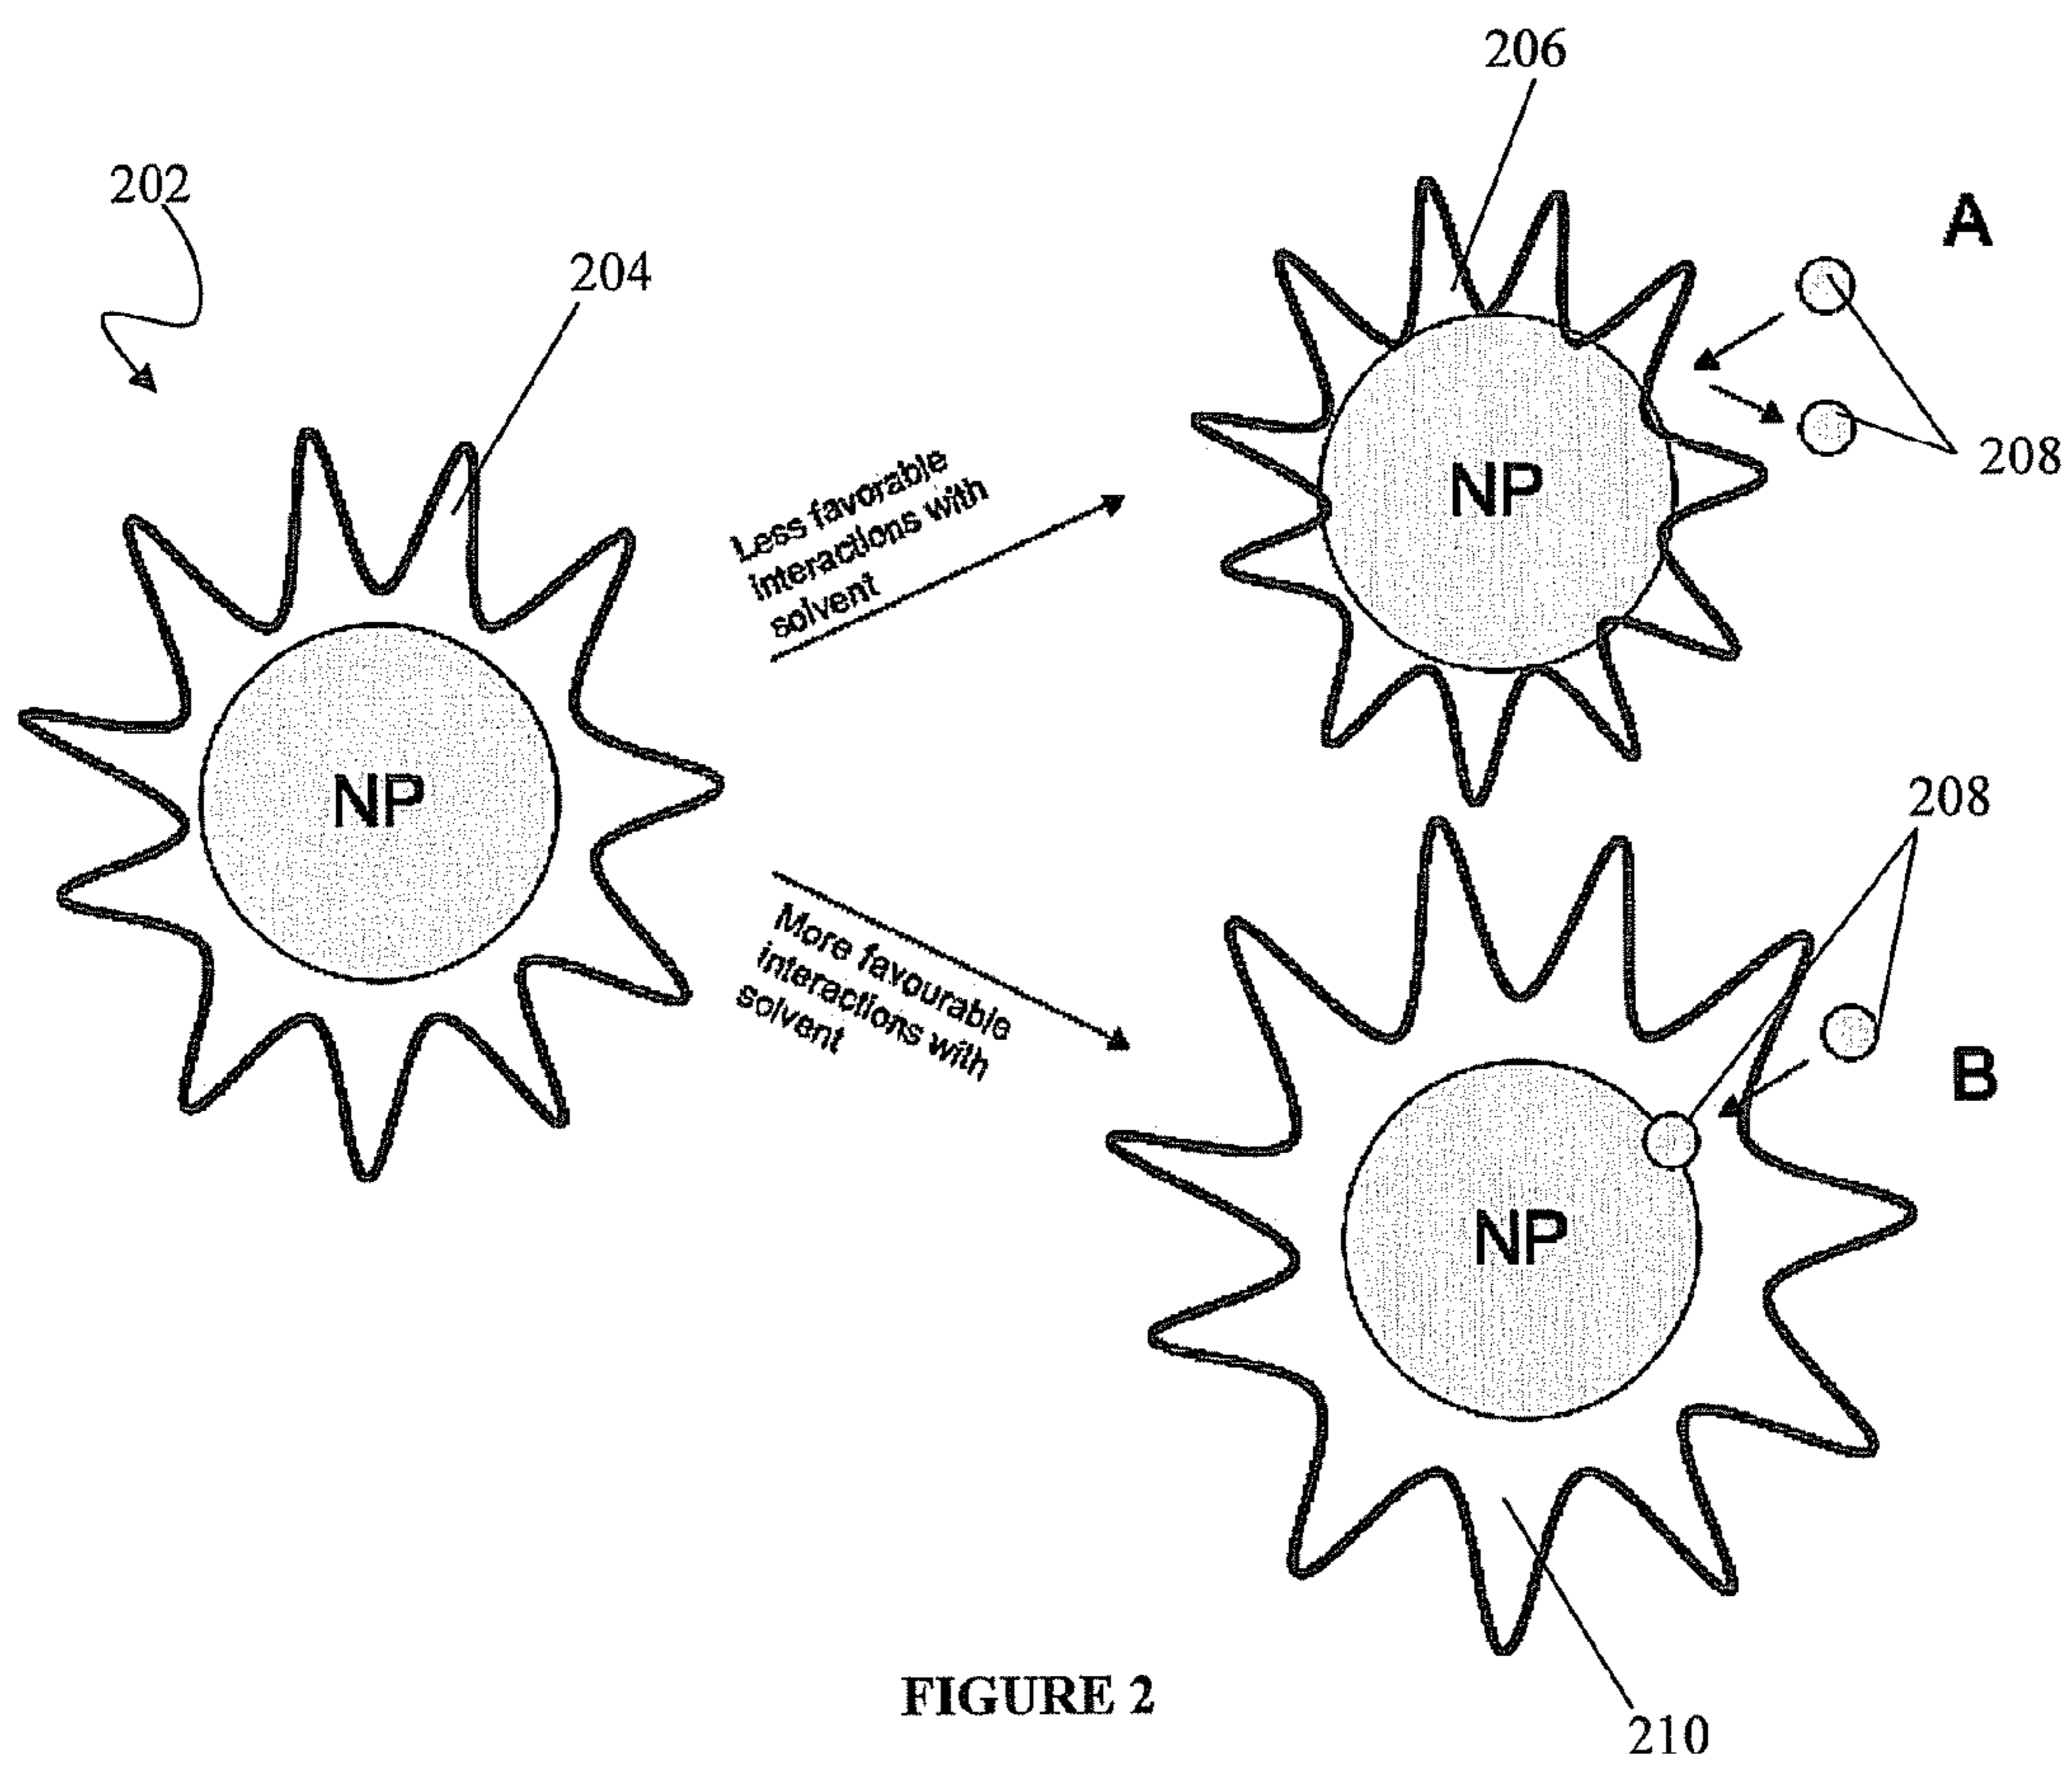 206
202
A
204
208
Less favorable
interactions with
solvent
NP
NP
208
More favourable
interactions with
solvent
B
NP
FIGURE 2
210